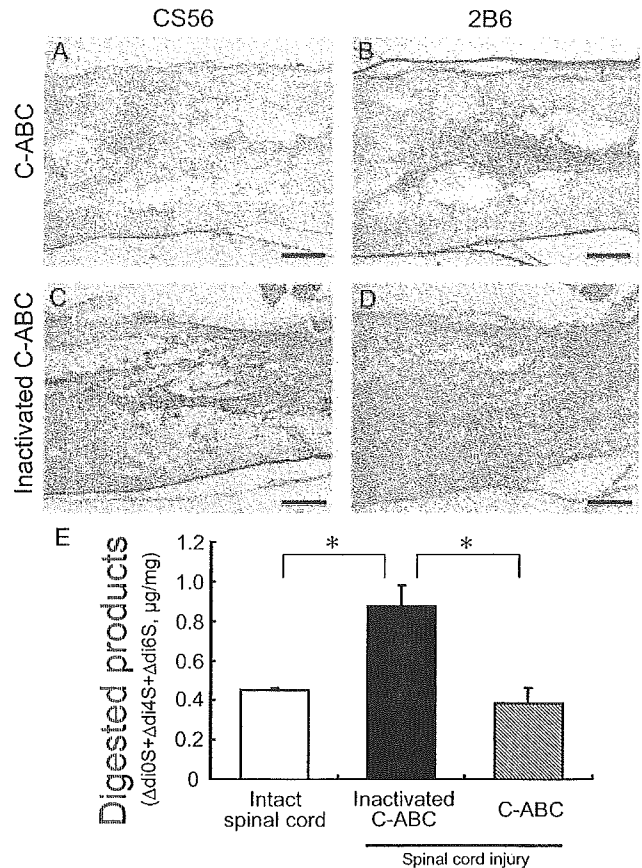 CS56
2B6
A
B
C-ABC
C
D
Inactivated C-ABC
E
Digested products
(Δdi0S+Δdi4S+Δdi6S, µg/mg)
1.2
1.0
0.8
0.6
0.4
0.2
0
*
*
Intact spinal cord
Inactivated C-ABC
C-ABC
Spinal cord injury